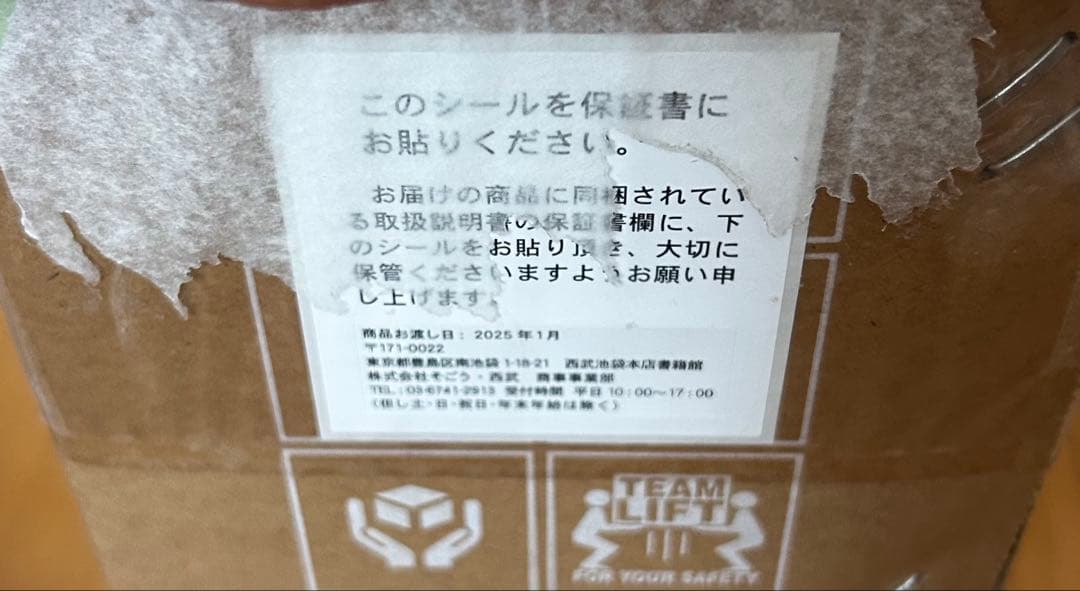 このシールを保証書に
お貼りください。
お届けの商品に同梱されてい
る取扱説明書の保証書欄に、下
のシールをお貼り頂き、大切に
保管くださいますようお願い申
し上げます。
商品お渡し日: 2025年1月
〒171-0022
東京都豊島区南池袋1-18-21 西武池袋本店書籍館
株式会社そごう・西武 商事事業部
TEL:03-6741-2913 受付時間 平日10:00~17:00
(但し土・日・祝日・年末年始は除く)
TEAM
LIFT
FOR YOUR SAFETY